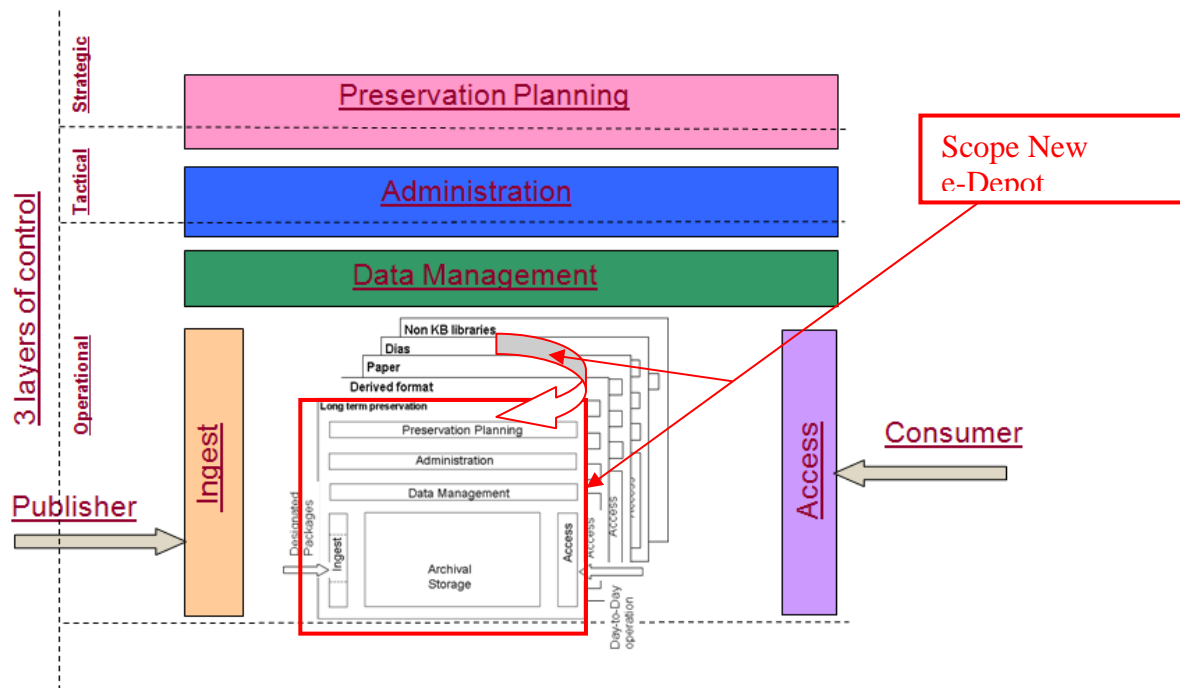 3 layers of control
Strategic
Tactical
Operational
Preservation Planning
Administration
Data Management
Scope New
e-Depot
Publisher
Ingest
Access
Consumer
Non KB libraries
Dias
Paper
Derived format
Long term preservation
Preservation Planning
Administration
Data Management
Designated
Packages
Ingest
Archival
Storage
Access
Access
Access
Access
Day-to-Day
operation